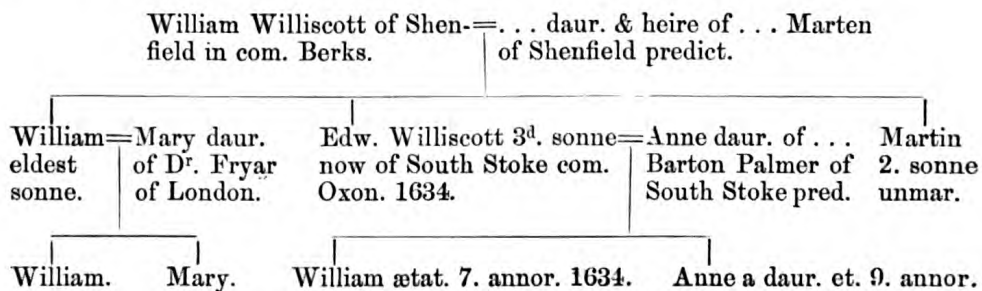 William Williscott of Shen-=. . . daur. & heire of . . . Marten
field in com. Berks. of Shenfield predict.
William=Mary daur. Edw. Williscott 3d. sonne=Anne daur. of . . . Martin
eldest of Dr. Fryar now of South Stoke com. Barton Palmer of 2. sonne
sonne. of London. Oxon. 1634. South Stoke pred. unmar.
William. Mary. William ætat. 7. annor. 1634. Anne a daur. et. 9. annor.